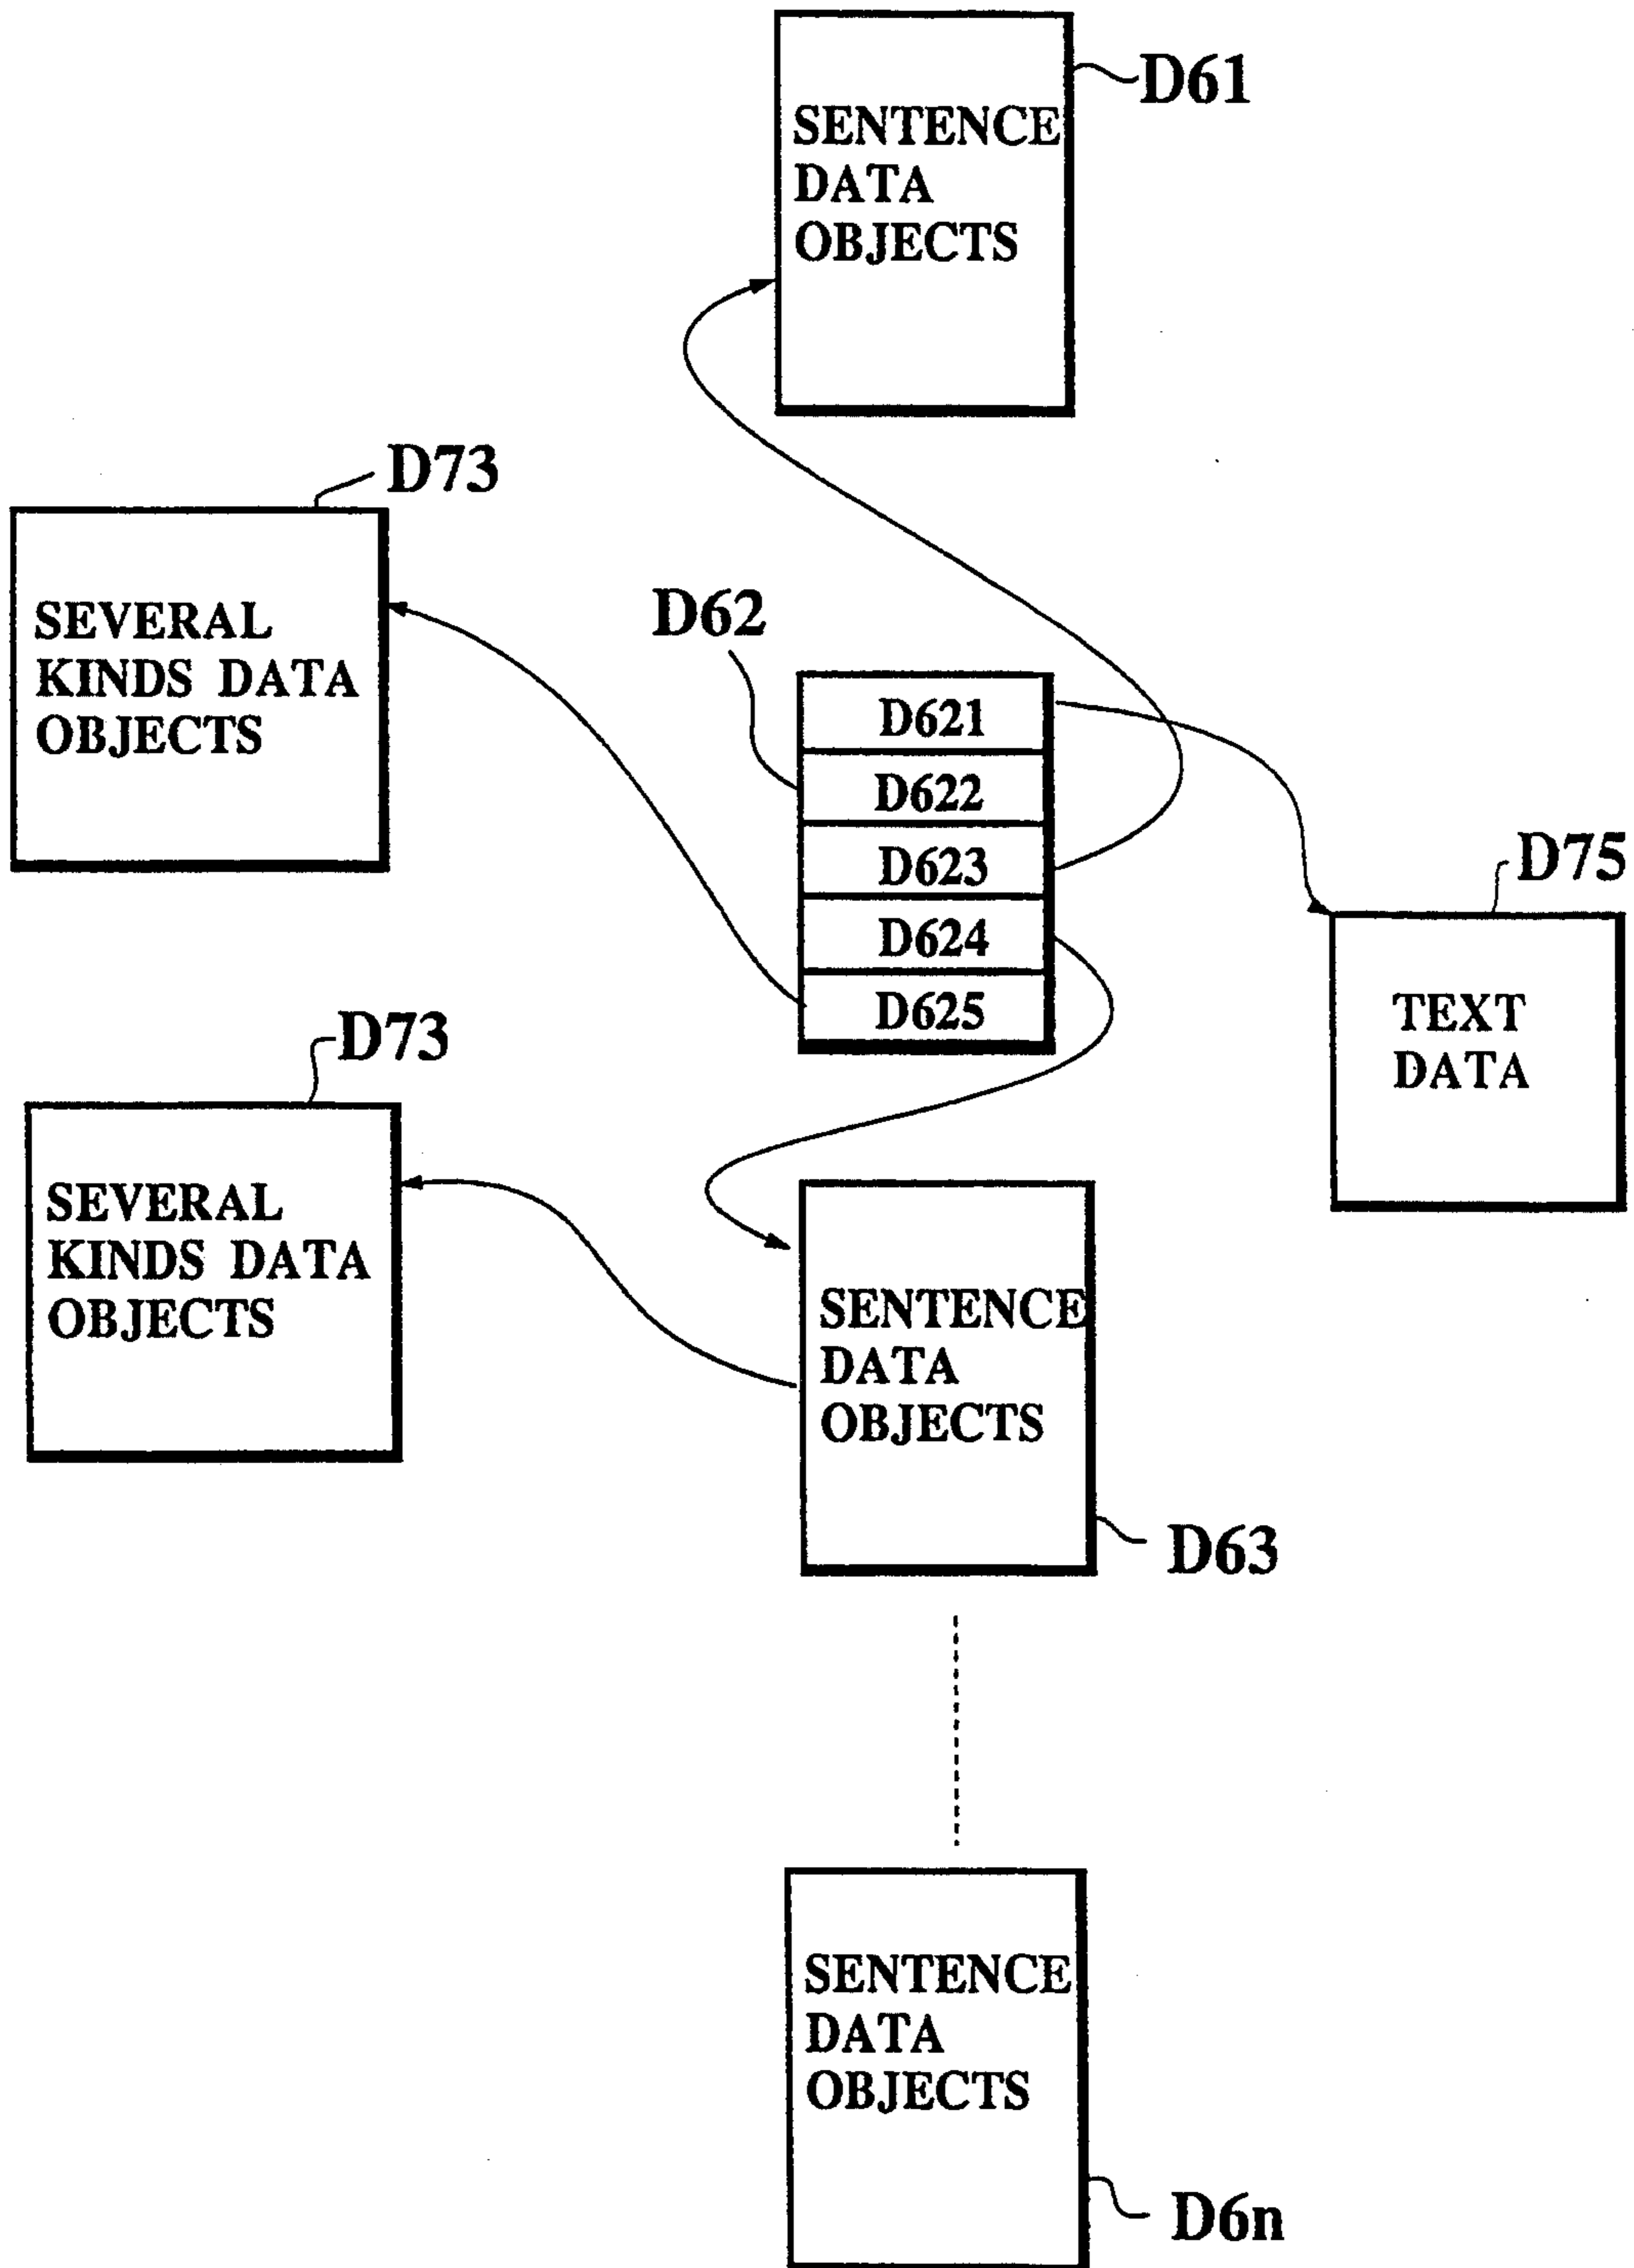 D61
SENTENCE
DATA
OBJECTS
D73
SEVERAL
KINDS DATA
OBJECTS
D62
D621
D622
D623
D624
D625
D75
TEXT
DATA
D73
SEVERAL
KINDS DATA
OBJECTS
SENTENCE
DATA
OBJECTS
D63
SENTENCE
DATA
OBJECTS
D6n